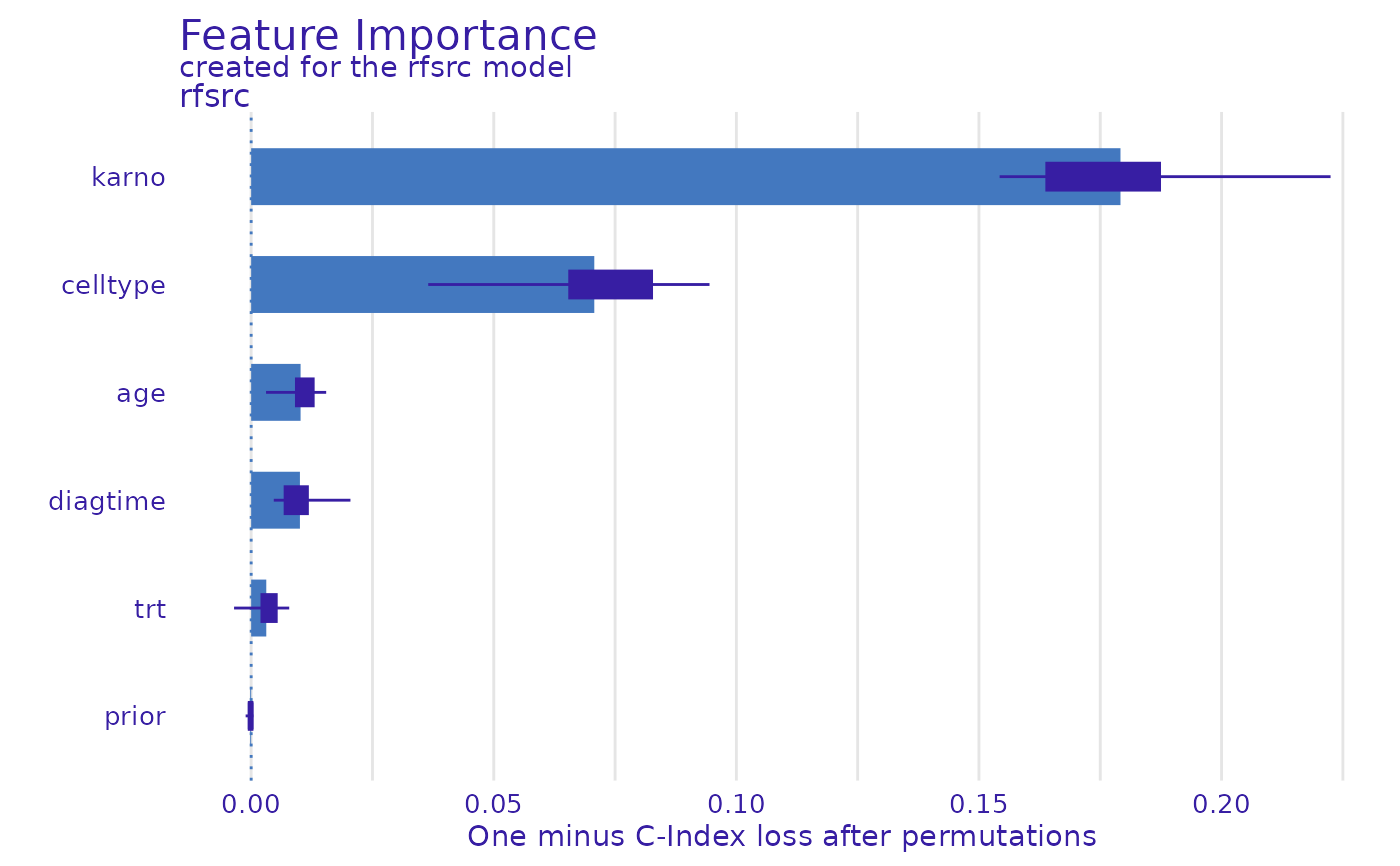 Feature Importance
created for the rfsrc model
rfsrc
karno
celltype
age
diagtime
trt
prior
0.00 0.05 0.10 0.15 0.20
One minus C-Index loss after permutations